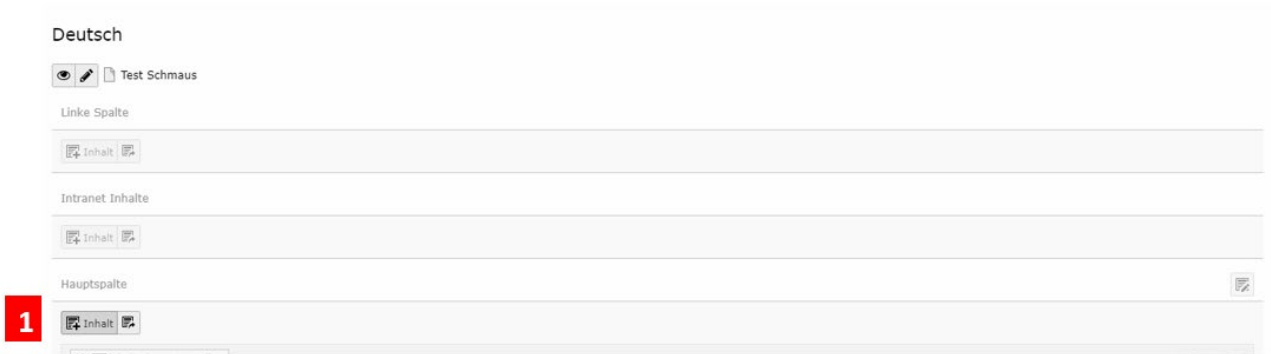 Deutsch
Test Schmaus
Linke Spalte
Inhalt
Intranet Inhalte
Inhalt
Hauptspalte
1
Inhalt